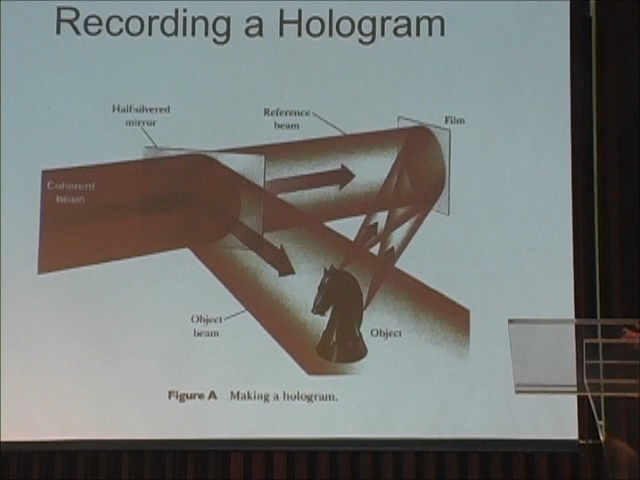 Recording a Hologram
Half-silvered
mirror
Reference
beam
Film
Coherent
beam
Object
beam
Object
Figure A Making a hologram.